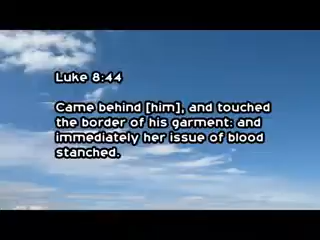 Luke 8:44
Came behind [him], and touched
the border of his garment: and
immediately her issue of blood
stanched.